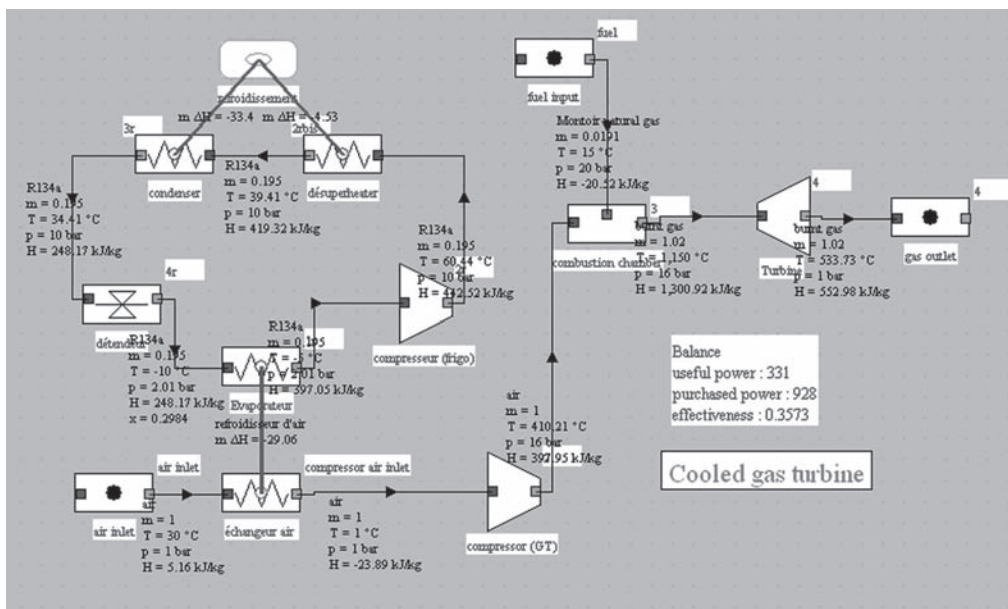 fuel
fuel input
Montoir natural gas
m = 0.0191
T = 15 °C
p = 20 bar
H = -20.52 kJ/kg
refroidissement
m ΔH = -33.4
m ΔH = -4.53
3r
2rbis
condenser
désuperheater
R134a
m = 0.195
T = 34.41 °C
p = 10 bar
H = 248.17 kJ/kg
R134a
m = 0.195
T = 39.41 °C
p = 10 bar
H = 419.32 kJ/kg
R134a
m = 0.195
T = 60.44 °C
p = 10 bar
H = 442.52 kJ/kg
compresseur (frigo)
3
combustion chamber
burnt gas
m = 1.02
T = 1,150 °C
p = 16 bar
H = 1,300.92 kJ/kg
4
Turbine
burnt gas
m = 1.02
T = 533.73 °C
p = 1 bar
H = 552.98 kJ/kg
4
gas outlet
4r
détendeur
R134a
m = 0.195
T = -10 °C
p = 2.01 bar
H = 248.17 kJ/kg
x = 0.2984
R134a
m = 0.195
T = -5 °C
p = 2.01 bar
H = 397.05 kJ/kg
Evaporateur
refroidisseur d'air
m ΔH = -29.06
Balance
useful power : 331
purchased power : 928
effectiveness : 0.3573
Cooled gas turbine
air
m = 1
T = 410.21 °C
p = 16 bar
H = 397.95 kJ/kg
compressor (GT)
air inlet
air inlet
air
m = 1
T = 30 °C
p = 1 bar
H = 5.16 kJ/kg
compressor air inlet
échangeur air
air
m = 1
T = 1 °C
p = 1 bar
H = -23.89 kJ/kg